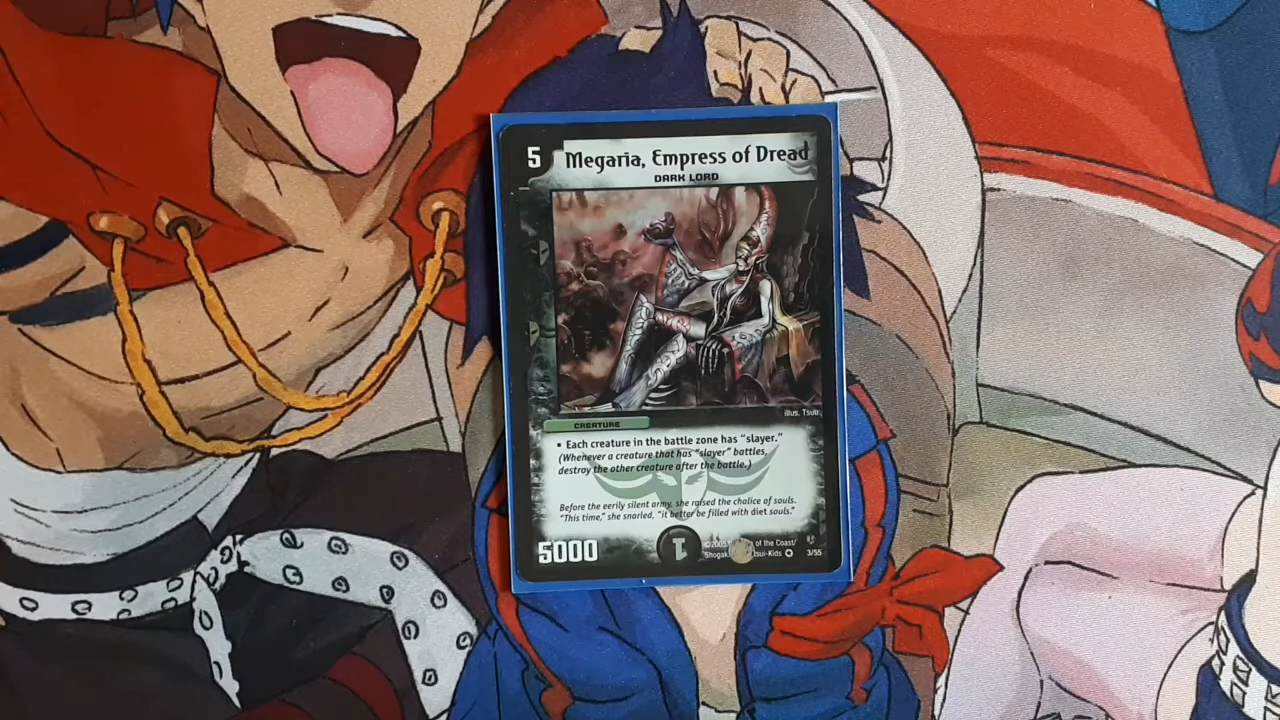 5 Megaria, Empress of Dread
DARK LORD
illus. Tsuti
CREATURE
▪ Each creature in the battle zone has “slayer.”
(Whenever a creature that has “slayer” battles,
destroy the other creature after the battle.)
Before the eerily silent army, she raised the chalice of souls.
“This time,” she snarled, “it better be filled with diet souls.”
5000
1
©2005 of the Coast/
3/55